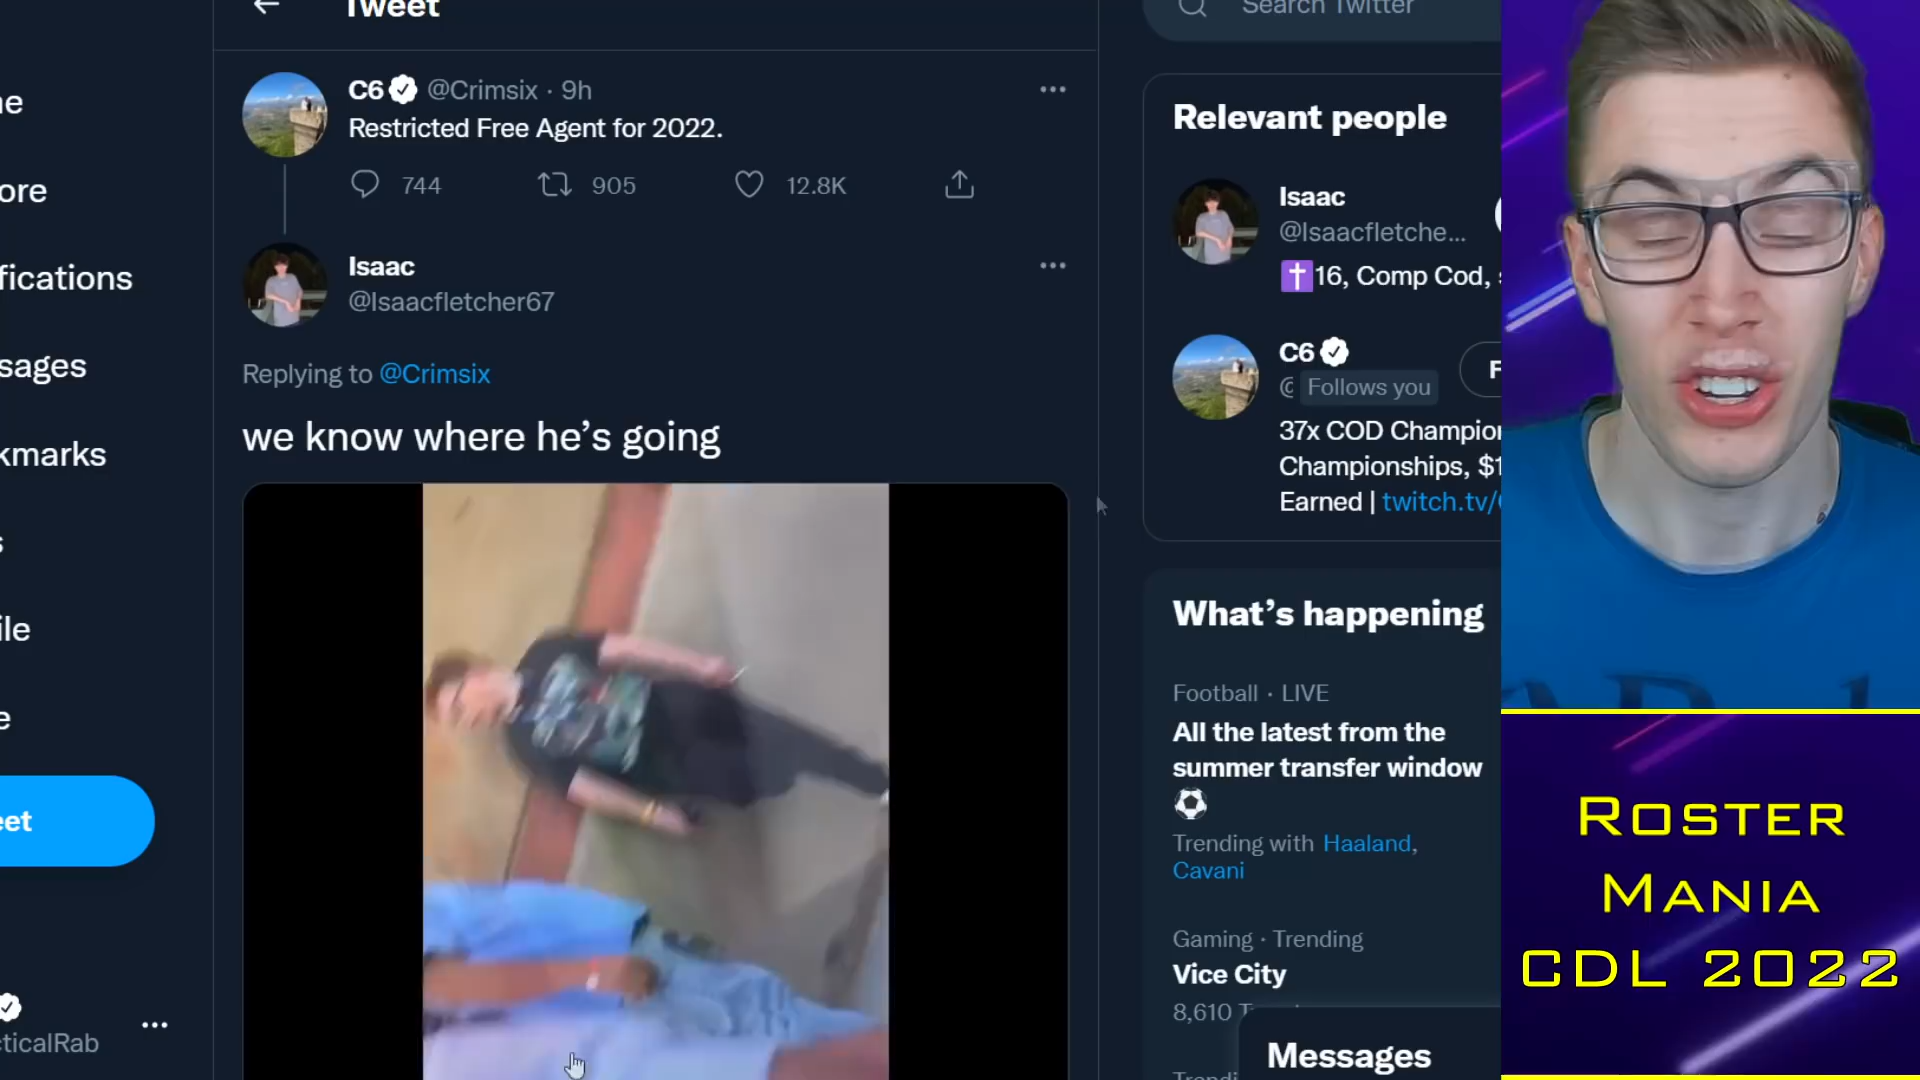 Tweet
Search Twitter
C6 @Crimsix · 9h
Restricted Free Agent for 2022.
744 905 12.8K
Isaac
@Isaacfletcher67
Replying to @Crimsix
we know where he's going
Relevant people
Isaac
@Isaacfletche...
✝16, Comp Cod,
C6
Follows you
37x COD Champion
Championships, $1
Earned | twitch.tv/
What's happening
Football · LIVE
All the latest from the
summer transfer window
⚽
Trending with Haaland,
Cavani
Gaming · Trending
Vice City
8,610 T
Messages
ore
fications
sages
kmarks
ile
eet
cticalRab
Roster
Mania
CDL 2022